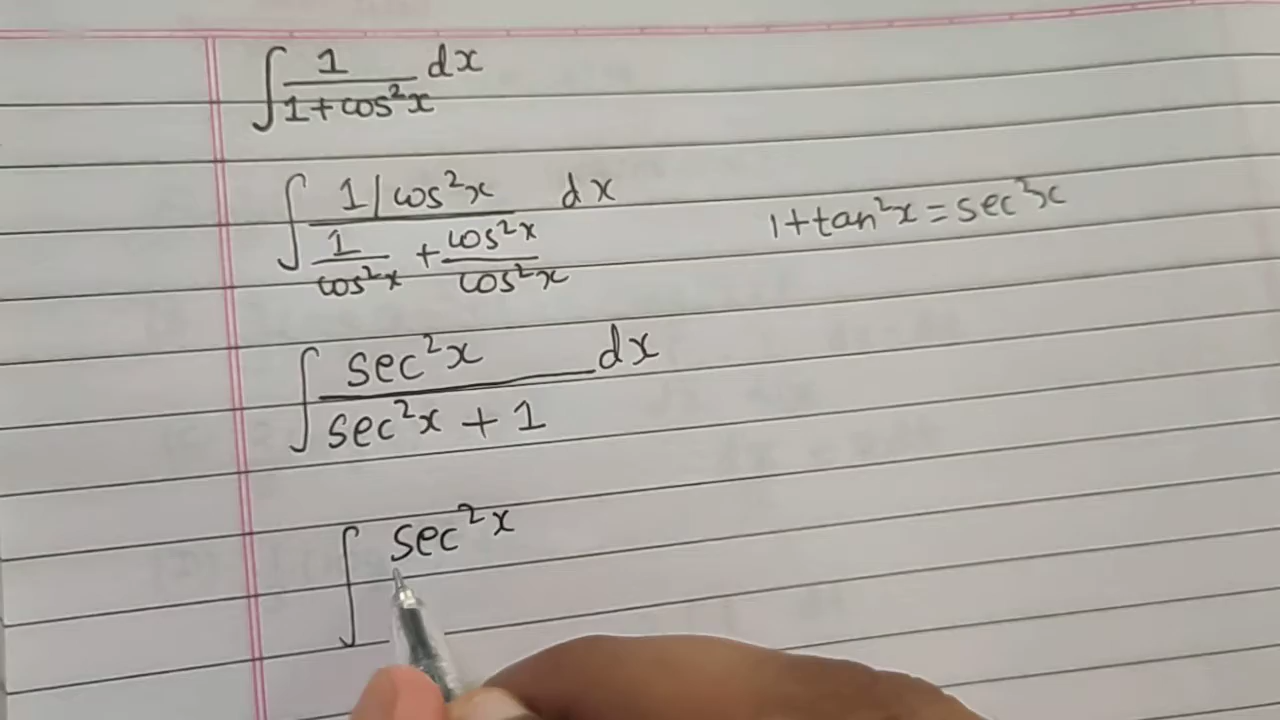 ∫ 1/(1+cos²x) dx
∫ (1/cos²x)/(1/cos²x + cos²x/cos²x) dx
1+tan²x = sec²x
∫ sec²x/(sec²x + 1) dx
∫ sec²x